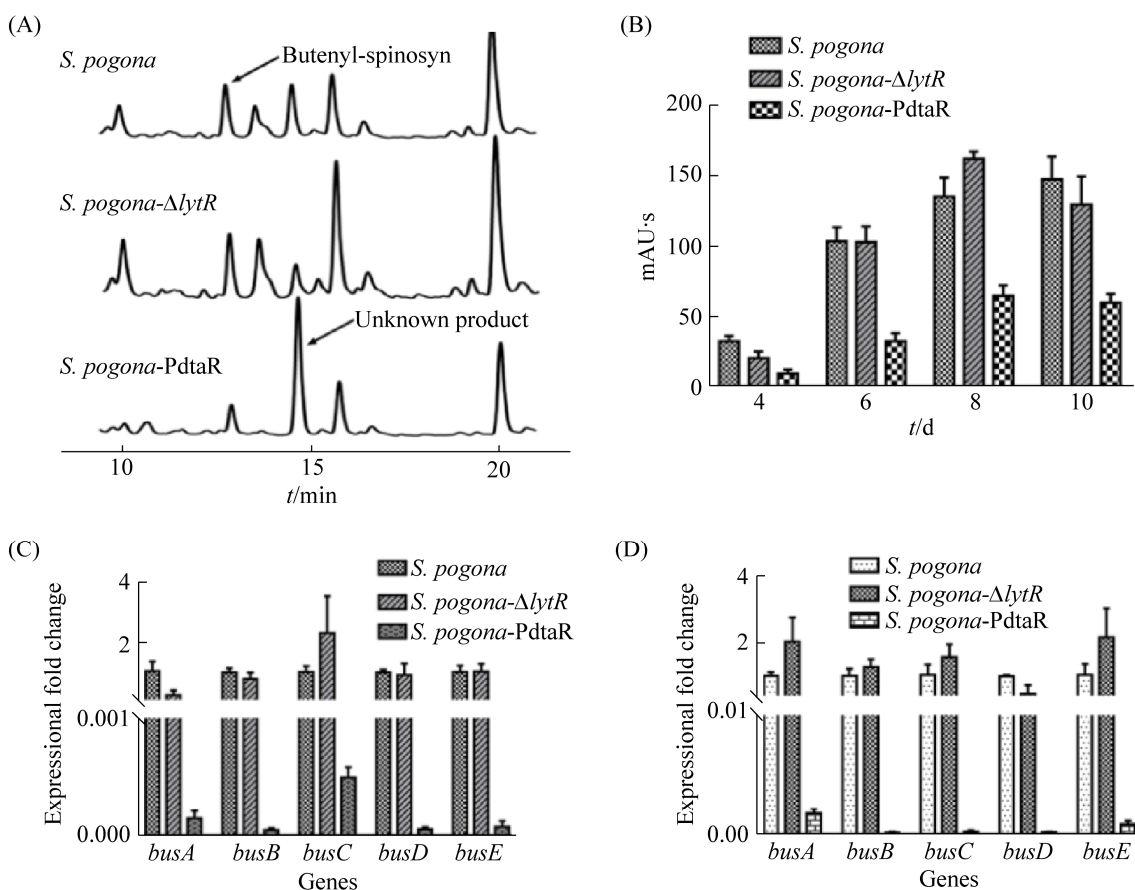 (A)
S. pogona
Butenyl-spinosyn
S. pogona-ΔlytR
Unknown product
S. pogona-PdtaR
10
15
20
t/min
(B)
S. pogona
S. pogona-ΔlytR
S. pogona-PdtaR
200
150
100
50
0
mAU·s
4
6
8
10
t/d
(C)
S. pogona
S. pogona-ΔlytR
S. pogona-PdtaR
4
2
0.001
0.000
Expressional fold change
busA
busB
busC
busD
busE
Genes
(D)
S. pogona
S. pogona-ΔlytR
S. pogona-PdtaR
4
2
0.01
0.00
Expressional fold change
busA
busB
busC
busD
busE
Genes